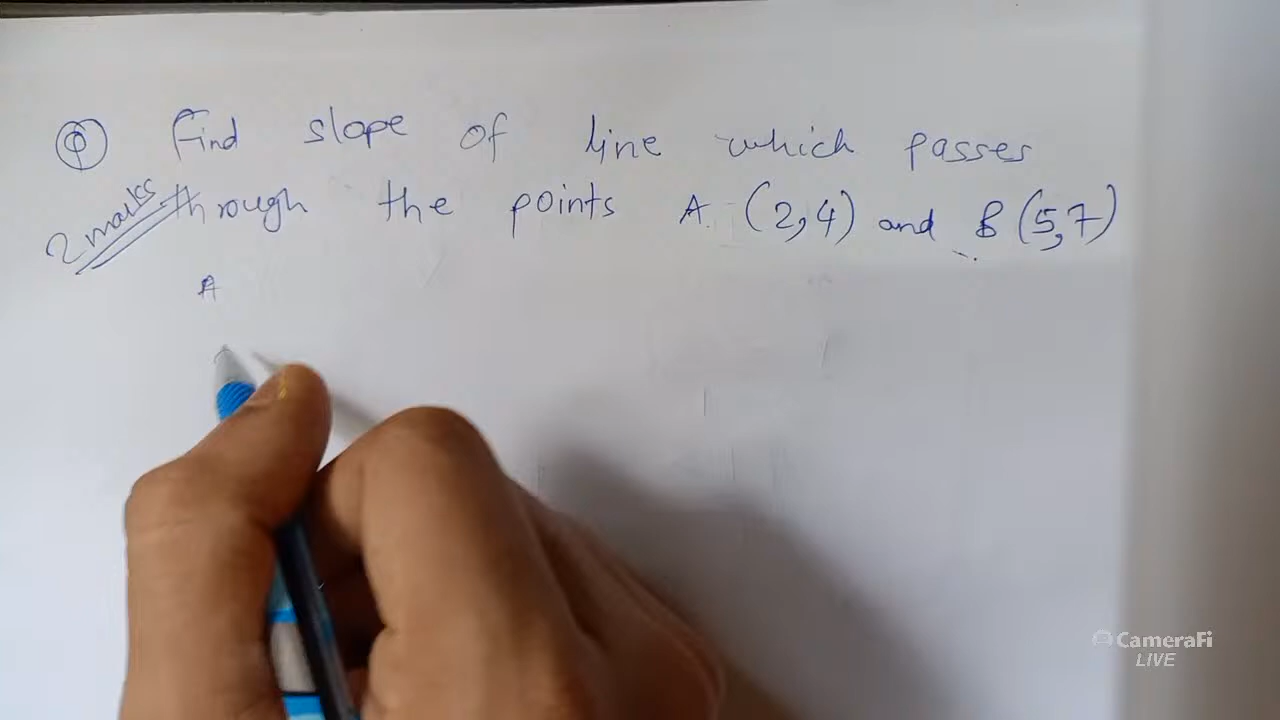 Q Find slope of line which passes
2 marks through the points A (2,4) and B (5,7)
A
CameraFi
LIVE